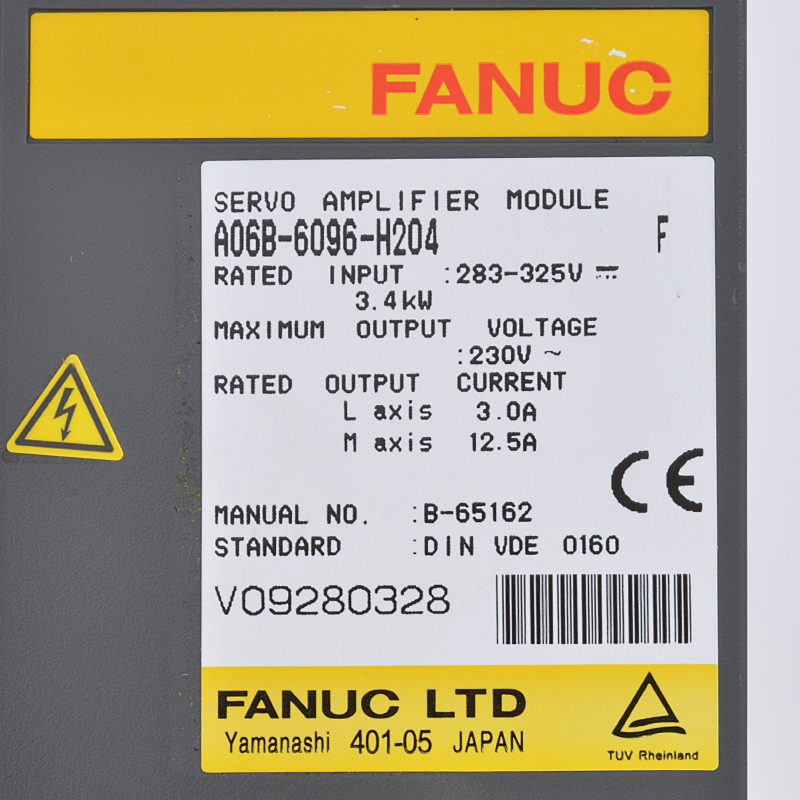 FANUC
SERVO AMPLIFIER MODULE
A06B-6096-H204 F
RATED INPUT :283-325V ⎓
3.4kW
MAXIMUM OUTPUT VOLTAGE
:230V ~
RATED OUTPUT CURRENT
L axis 3.0A
M axis 12.5A
CE
MANUAL NO. :B-65162
STANDARD :DIN VDE 0160
V09280328
FANUC LTD
Yamanashi 401-05 JAPAN
TUV Rheinland